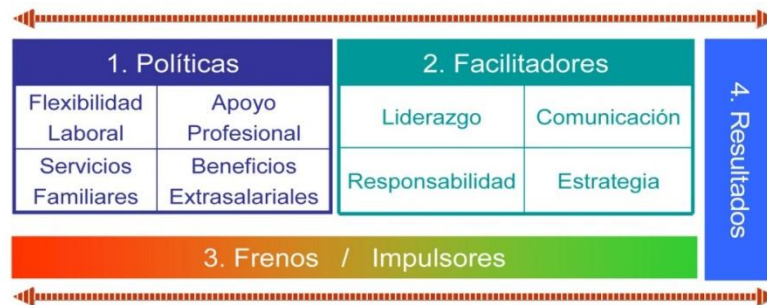 1. Políticas
Flexibilidad
Laboral
Apoyo
Profesional
Servicios
Familiares
Beneficios
Extrasalariales
2. Facilitadores
Liderazgo
Comunicación
Responsabilidad
Estrategia
3. Frenos / Impulsores
4. Resultados